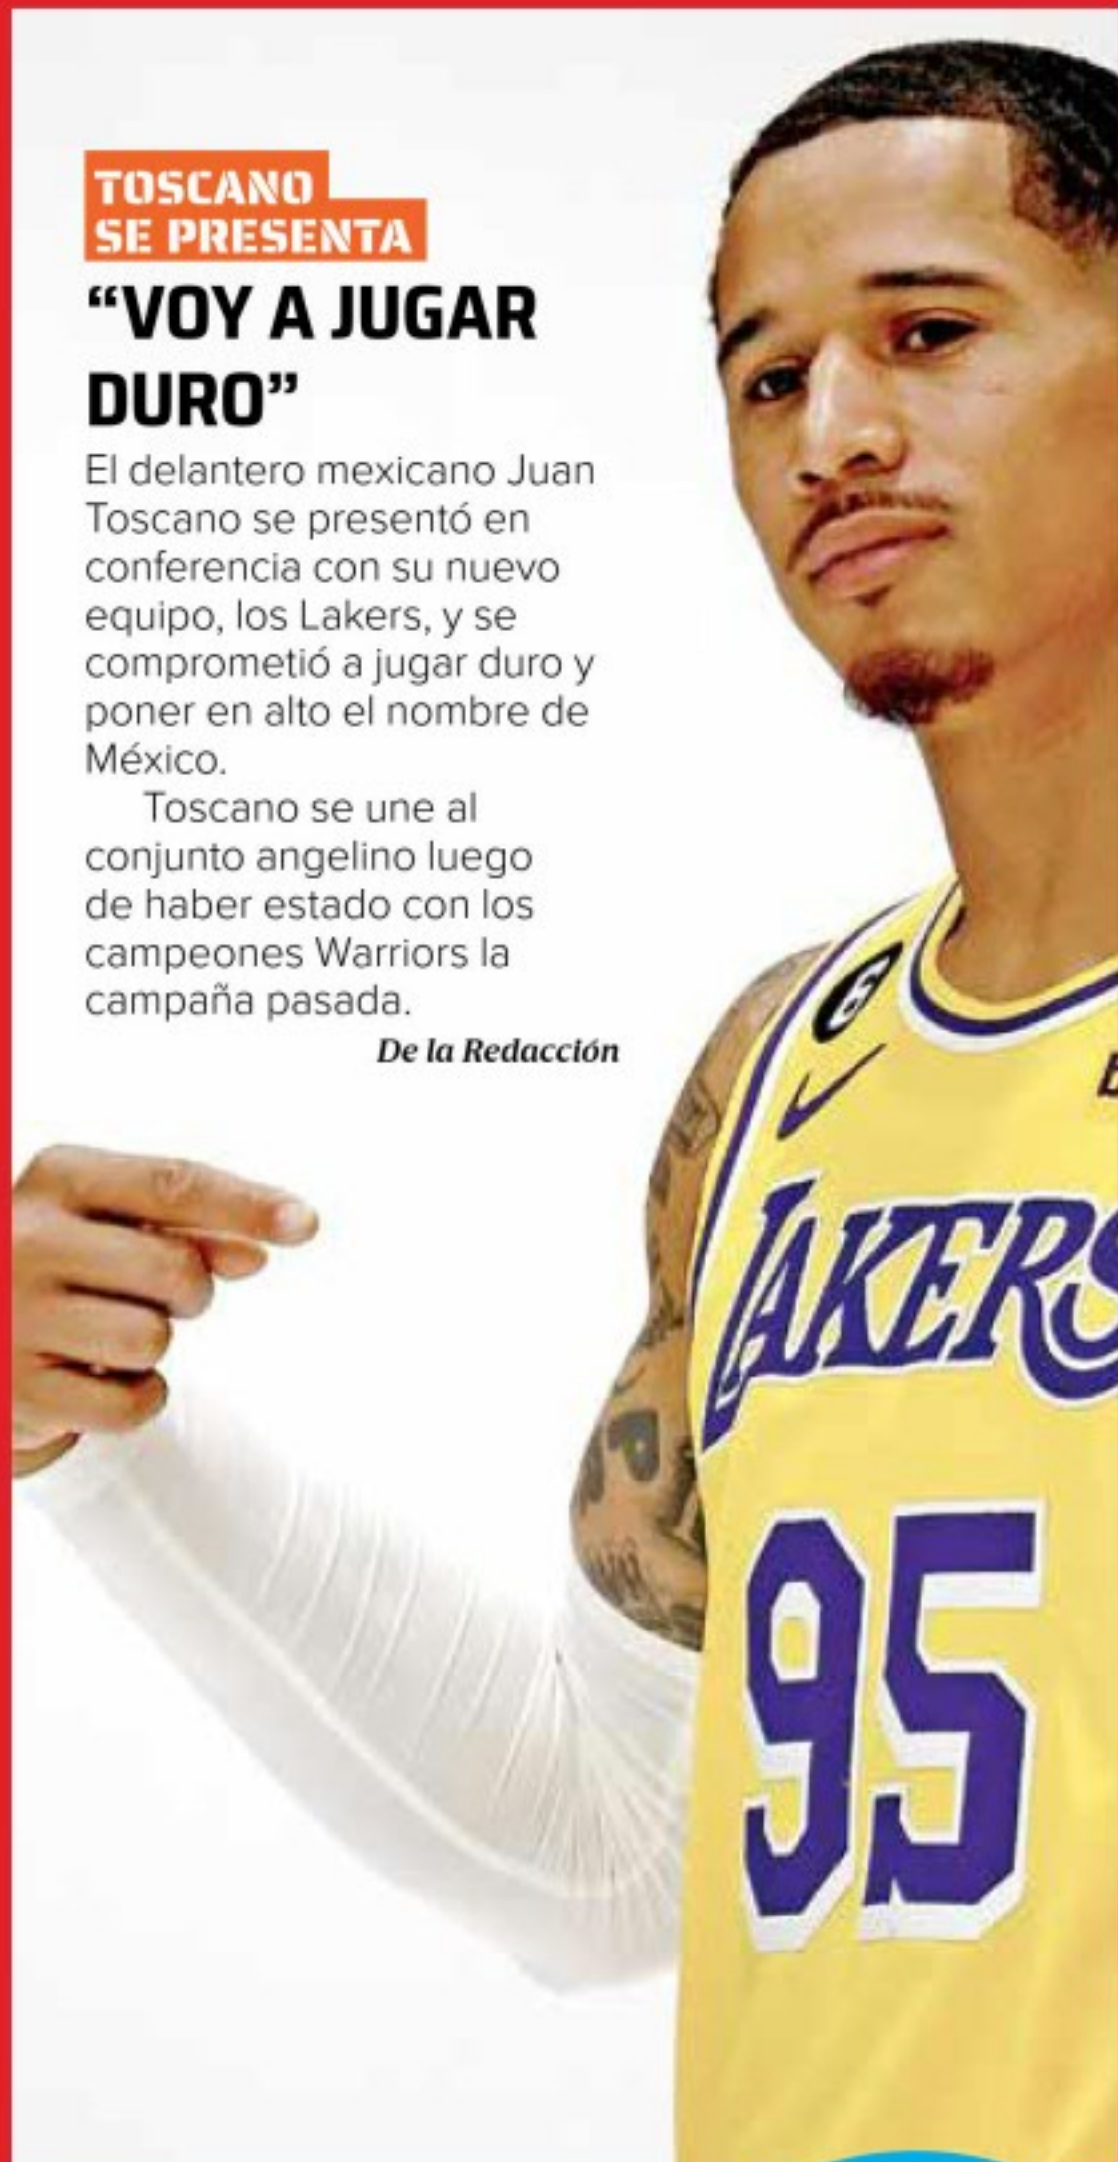 TOSCANO
SE PRESENTA
“VOY A JUGAR
DURO”
El delantero mexicano Juan
Toscano se presentó en
conferencia con su nuevo
equipo, los Lakers, y se
comprometió a jugar duro y
poner en alto el nombre de
México.
Toscano se une al
conjunto angelino luego
de haber estado con los
campeones Warriors la
campaña pasada.
De la Redacción
6
LAKERS
95